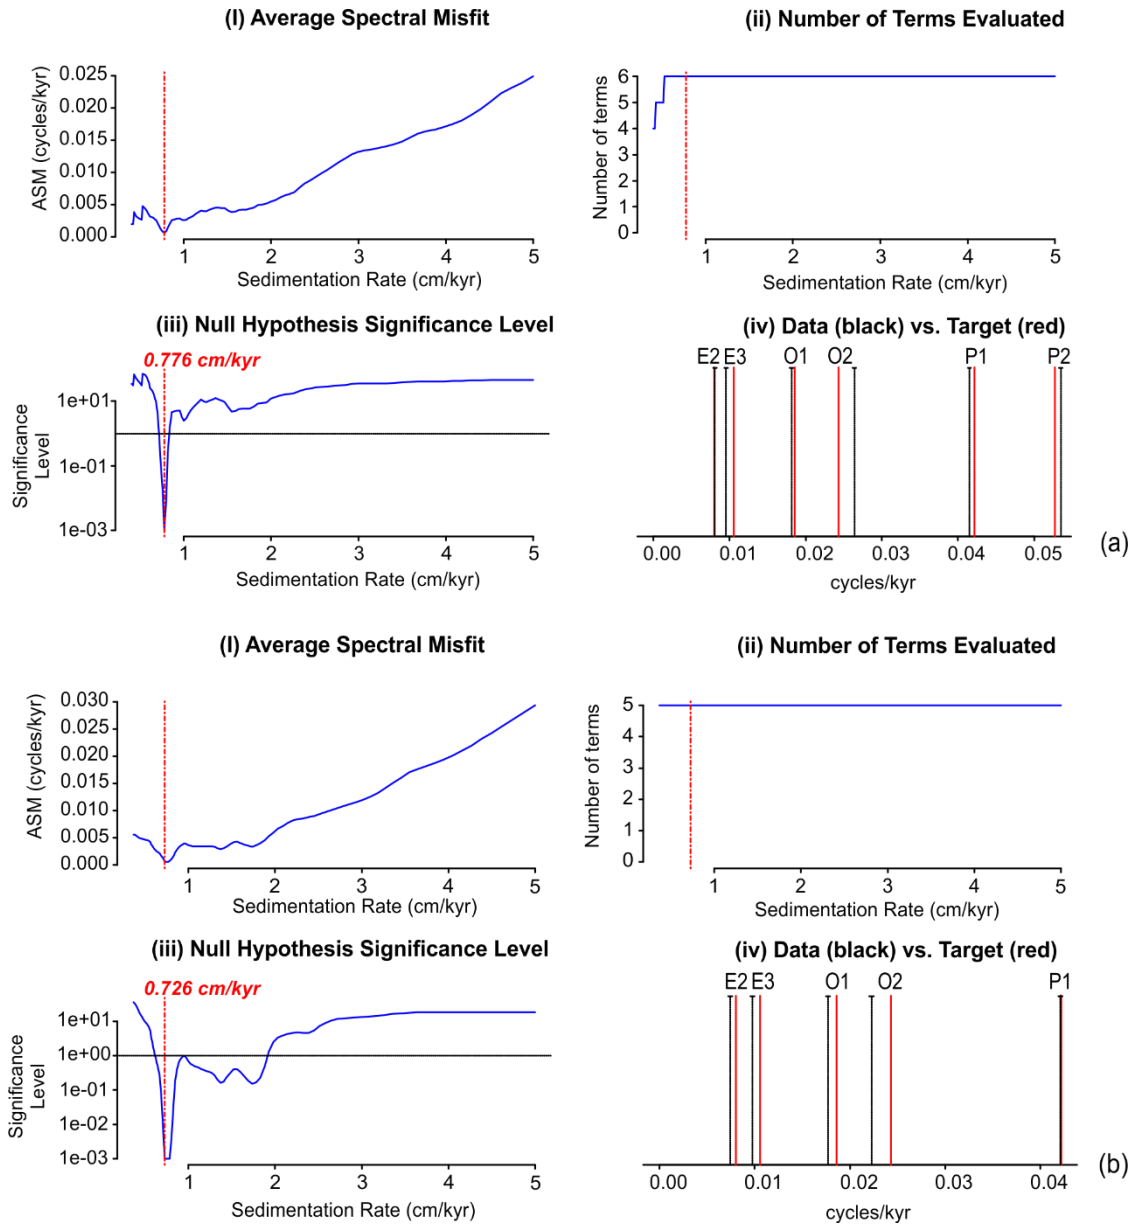 (I) Average Spectral Misfit
ASM (cycles/kyr)
0.025
0.020
0.015
0.010
0.005
0.000
1 2 3 4 5
Sedimentation Rate (cm/kyr)
(ii) Number of Terms Evaluated
Number of terms
6
5
4
3
2
1
0
1 2 3 4 5
Sedimentation Rate (cm/kyr)
(iii) Null Hypothesis Significance Level
0.776 cm/kyr
Significance
Level
1e+01
1e-01
1e-03
1 2 3 4 5
Sedimentation Rate (cm/kyr)
(iv) Data (black) vs. Target (red)
E2 E3 O1 O2 P1 P2
0.00 0.01 0.02 0.03 0.04 0.05
cycles/kyr
(a)
(I) Average Spectral Misfit
ASM (cycles/kyr)
0.030
0.020
0.010
0.005
0.000
1 2 3 4 5
Sedimentation Rate (cm/kyr)
(ii) Number of Terms Evaluated
Number of terms
5
4
3
2
1
0
1 2 3 4 5
Sedimentation Rate (cm/kyr)
(iii) Null Hypothesis Significance Level
0.726 cm/kyr
Significance
Level
1e+01
1e+00
1e-01
1e-02
1e-03
1 2 3 4 5
Sedimentation Rate (cm/kyr)
(iv) Data (black) vs. Target (red)
E2 E3 O1 O2 P1
0.00 0.01 0.02 0.03 0.04
cycles/kyr
(b)